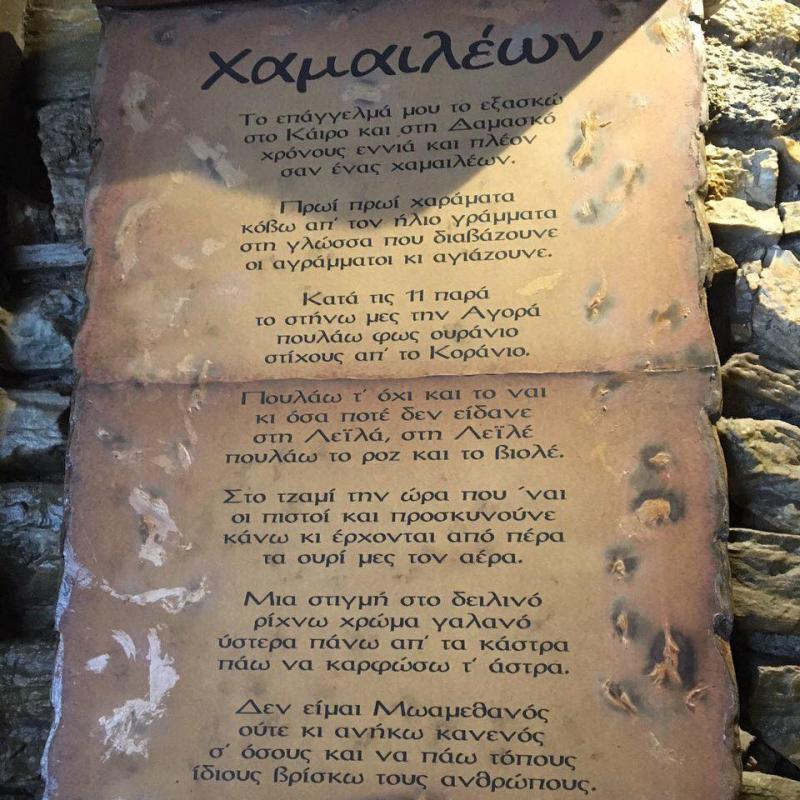 χαμαιλέων
Το επάγγελμά μου το εξασκώ
στο Κάιρο και στη Δαμασκό
χρόνους εννιά και πλέον
σαν ένας χαμαιλέων.
Πρωί πρωί χαράματα
κόβω απ' τον ήλιο γράμματα
στη γλώσσα που διαβάζουνε
οι αγράμματοι κι αγιάζουνε.
Κατά τις 11 παρά
το στήνω μες την Αγορά
πουλάω φως ουράνιο
στίχους απ' το Κοράνιο.
Πουλάω τ' όχι και το ναι
κι όσα ποτέ δεν είδανε
στη Λεϊλά, στη Λεϊλέ
πουλάω το ροζ και το βιολέ.
Στο τζαμί την ώρα που 'ναι
οι πιστοί και προσκυνούνε
κάνω κι έρχονται από πέρα
τα ουρί μες τον αέρα.
Μια στιγμή στο δειλινό
ρίχνω χρώμα γαλανό
ύστερα πάνω απ' τα κάστρα
πάω να καρφώσω τ' άστρα.
Δεν είμαι Μωαμεθανός
ούτε κι ανήκω κανενός
σ' όσους και να πάω τόπους
ίδιους βρίσκω τους ανθρώπους.